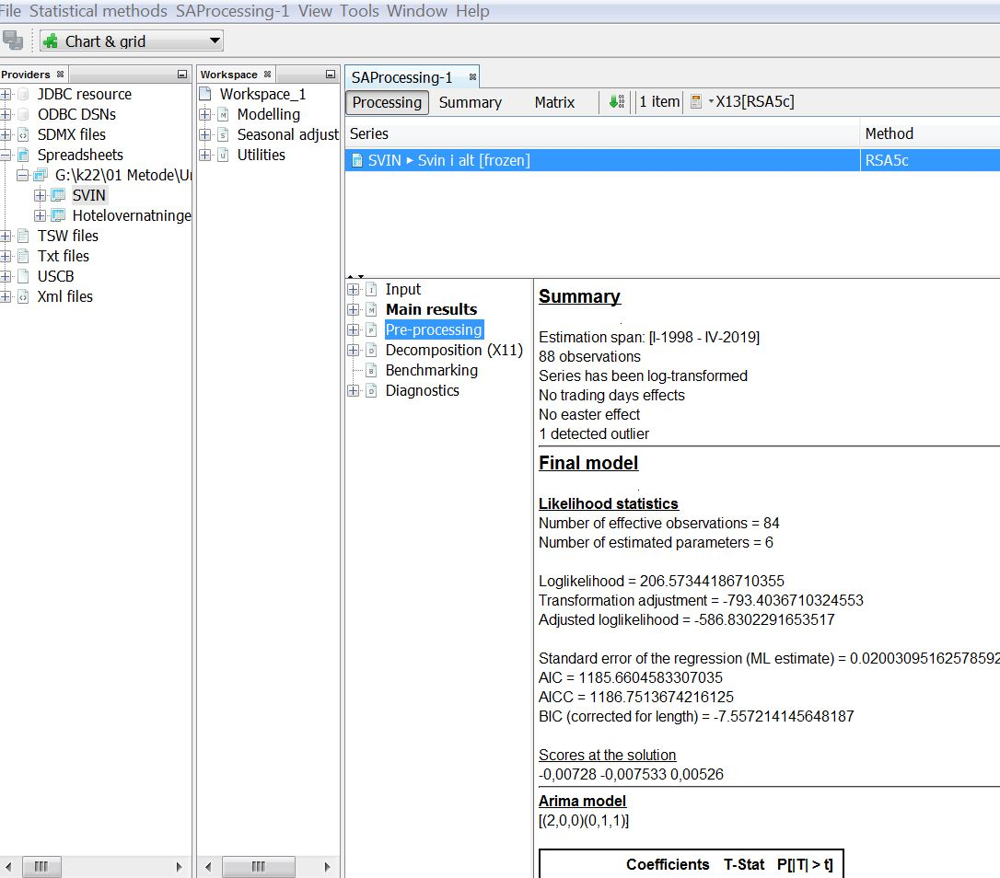 File Statistical methods SAProcessing-1 View Tools Window Help
Chart & grid
Providers
JDBC resource
ODBC DSNs
SDMX files
Spreadsheets
G:\k22\01 Metode\Ur
SVIN
Hotelovernatninge
TSW files
Txt files
USCB
Xml files
Workspace
Workspace_1
Modelling
Seasonal adjust
Utilities
SAProcessing-1
Processing Summary Matrix 1 item X13[RSA5c]
Series Method
SVIN ▸ Svin i alt [frozen] RSA5c
Input
Main results
Pre-processing
Decomposition (X11)
Benchmarking
Diagnostics
Summary
Estimation span: [I-1998 - IV-2019]
88 observations
Series has been log-transformed
No trading days effects
No easter effect
1 detected outlier
Final model
Likelihood statistics
Number of effective observations = 84
Number of estimated parameters = 6
Loglikelihood = 206.57344186710355
Transformation adjustment = -793.4036710324553
Adjusted loglikelihood = -586.8302291653517
Standard error of the regression (ML estimate) = 0.02003095162578592
AIC = 1185.6604583307035
AICC = 1186.7513674216125
BIC (corrected for length) = -7.557214145648187
Scores at the solution
-0,00728 -0,007533 0,00526
Arima model
[(2,0,0)(0,1,1)]
Coefficients T-Stat P[|T| > t]